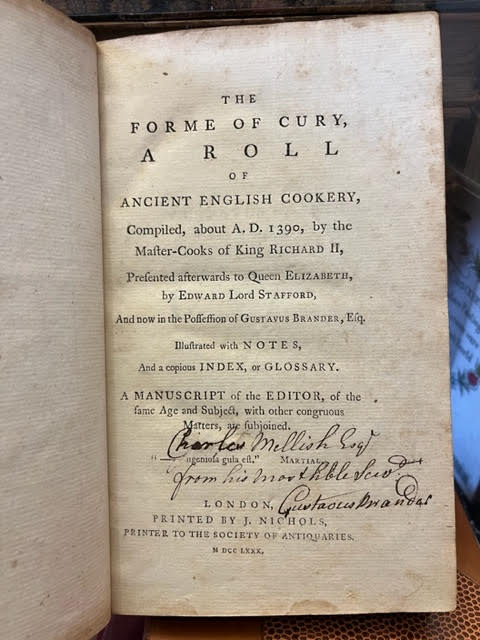 THE
FORME OF CURY,
A ROLL
OF
ANCIENT ENGLISH COOKERY,
Compiled, about A. D. 1390, by the
Maſter-Cooks of King RICHARD II,
Preſented afterwards to Queen ELIZABETH,
by EDWARD Lord STAFFORD,
And now in the Poſſeſſion of GUSTAVUS BRANDER, Eſq.
Illuſtrated with NOTES,
And a copious INDEX, or GLOSSARY.
A MANUSCRIPT of the EDITOR, of the
ſame Age and Subject, with other congruous
Matters, are ſubjoined.
Charles Mellish Esqr
“—— ingenioſa gula eſt.” MARTIAL.
from his most hble Servt
Gustavus Brander
LONDON,
PRINTED BY J. NICHOLS,
PRINTER TO THE SOCIETY OF ANTIQUARIES.
M DCC LXXX.